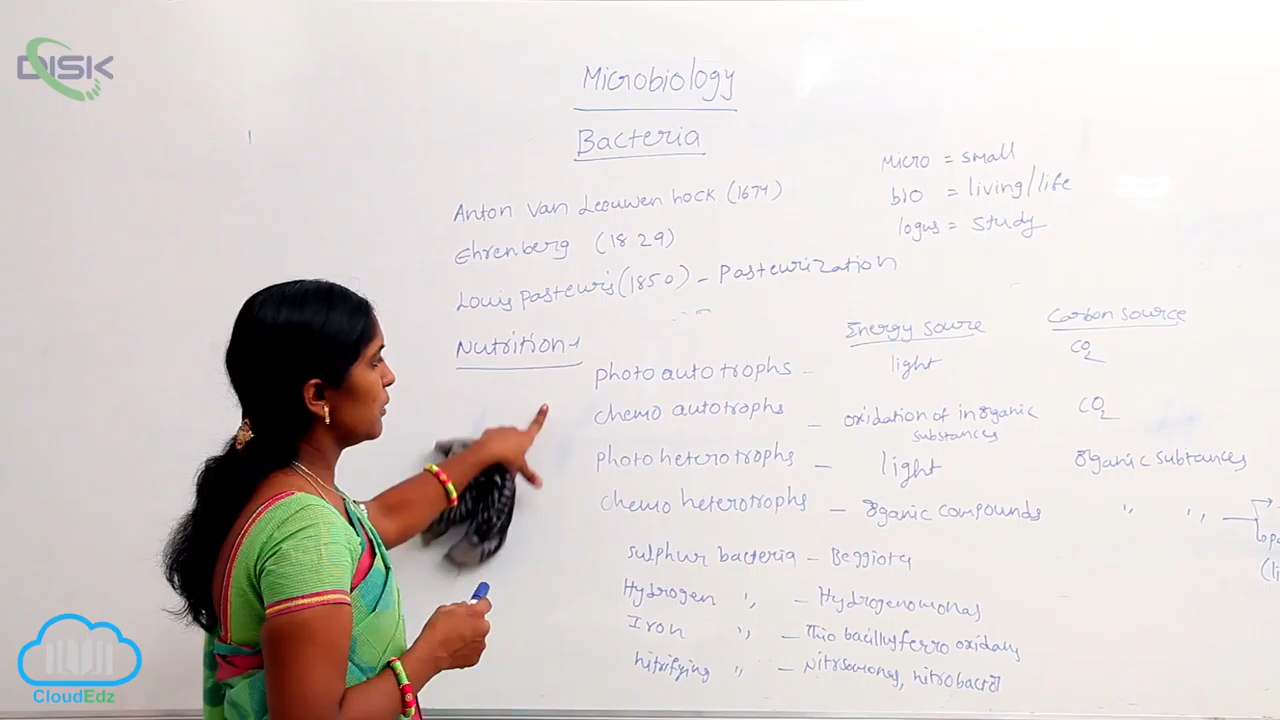 DISK
Microbiology
Bacteria
Micro = small
bio = living/life
logus = study
Anton Van Leeuwen hock (1674)
Ehrenberg (1829)
Louis Pasteuris (1850) - Pasteurization
Nutrition
Energy sourse
Carbon source
photo autotrophs - light CO2
chemo autotrophs - oxidation of inorganic substances CO2
photo heterotrophs - light organic subtances
chemo heterotrophs - organic compounds " "
sulphur bacteria - Beggiota
Hydrogen " - Hydrogenomonas
Iron " - Thio bacillus ferro oxidans
nitrifying " - Nitrsomonas, nitrobacter
CloudEdz